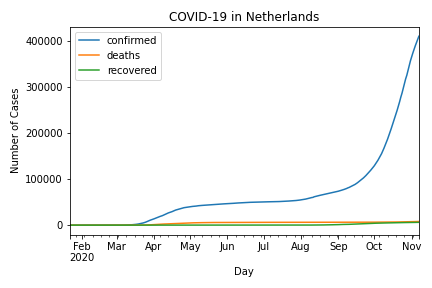 COVID-19 in Netherlands
confirmed
deaths
recovered
Number of Cases
400000
300000
200000
100000
0
Feb Mar Apr May Jun Jul Aug Sep Oct Nov
2020
Day